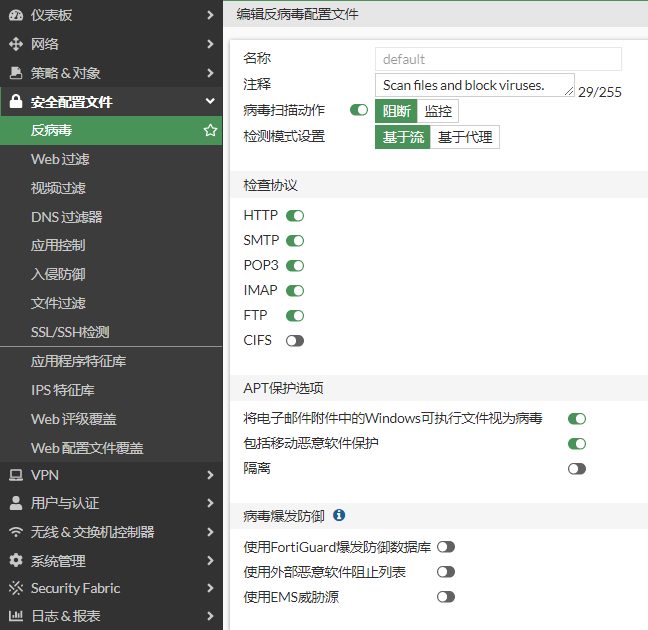 仪表板
网络
策略 & 对象
安全配置文件
反病毒
Web 过滤
视频过滤
DNS 过滤器
应用控制
入侵防御
文件过滤
SSL/SSH检测
应用程序特征库
IPS 特征库
Web 评级覆盖
Web 配置文件覆盖
VPN
用户与认证
无线 & 交换机控制器
系统管理
Security Fabric
日志 & 报表
编辑反病毒配置文件
名称 default
注释 Scan files and block viruses. 29/255
病毒扫描动作 阻断 监控
检测模式设置 基于流 基于代理
检查协议
HTTP
SMTP
POP3
IMAP
FTP
CIFS
APT保护选项
将电子邮件附件中的Windows可执行文件视为病毒
包括移动恶意软件保护
隔离
病毒爆发防御
使用FortiGuard爆发防御数据库
使用外部恶意软件阻止列表
使用EMS威胁源